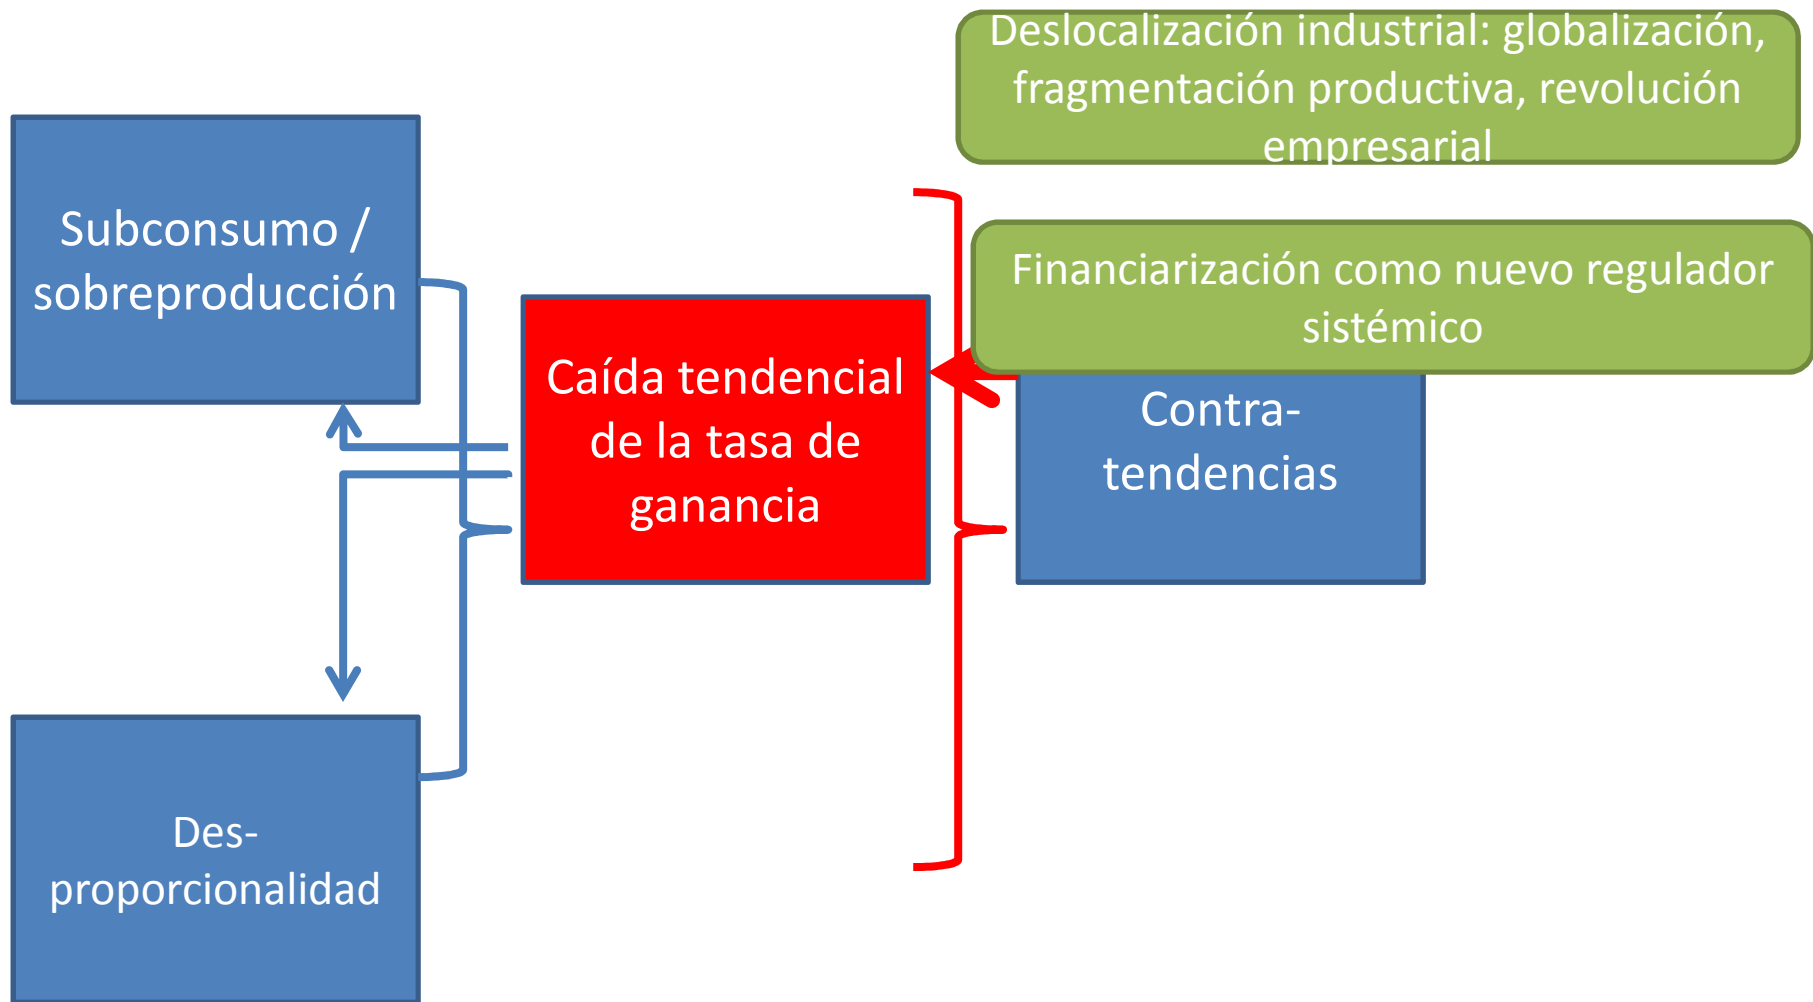 Deslocalización industrial: globalización,
fragmentación productiva, revolución
empresarial
Subconsumo /
sobreproducción
Financiarización como nuevo regulador
sistémico
Caída tendencial
de la tasa de
ganancia
Contra-
tendencias
Des-
proporcionalidad